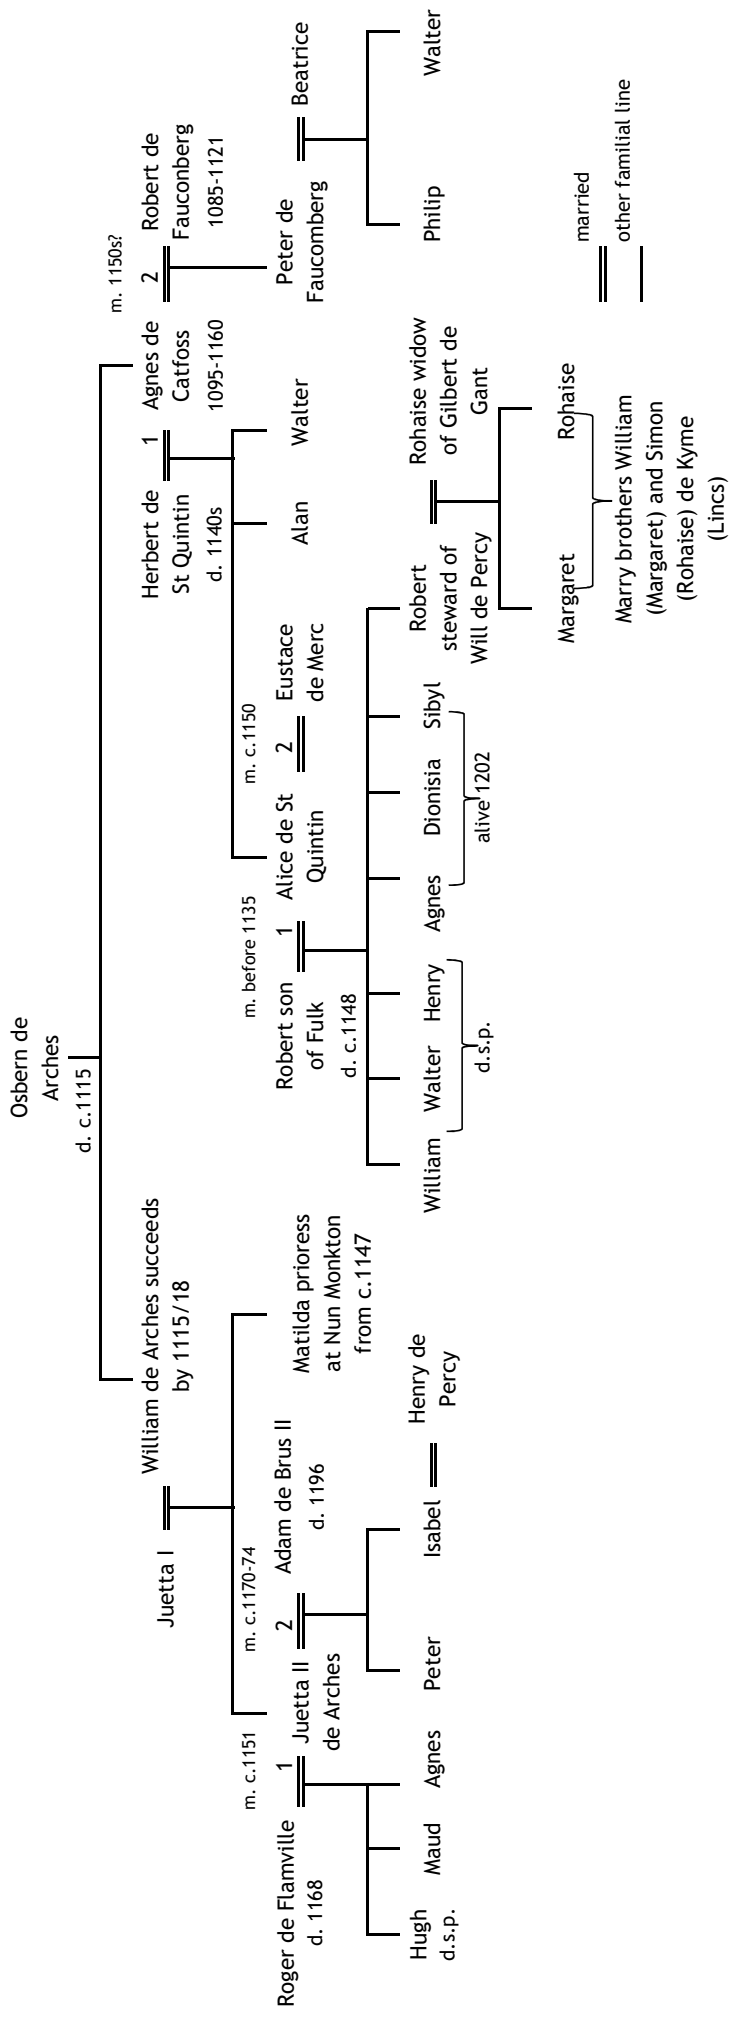 Osbern de
Arches
d. c.1115
Juetta I
William de Arches succeeds
by 1115/18
Herbert de
St Quintin
d. 1140s
1
Agnes de
Catfoss
1095-1160
m. 1150s?
2
Robert de
Fauconberg
1085-1121
Roger de Flamville
d. 1168
m. c.1151
1
Juetta II
de Arches
m. c.1170-74
2
Adam de Brus II
d. 1196
Matilda prioress
at Nun Monkton
from c.1147
Robert son
of Fulk
d. c.1148
m. before 1135
1
Alice de St
Quintin
m. c.1150
2
Eustace
de Merc
Alan
Walter
Peter de
Faucomberg
Beatrice
Hugh
d.s.p.
Maud
Agnes
Peter
Isabel
Henry de
Percy
William
Walter
Henry
d.s.p.
Agnes
Dionisia
Sibyl
alive 1202
Robert
steward of
Will de Percy
Rohaise widow
of Gilbert de
Gant
Philip
Walter
Margaret
Rohaise
Marry brothers William
(Margaret) and Simon
(Rohaise) de Kyme
(Lincs)
married
other familial line